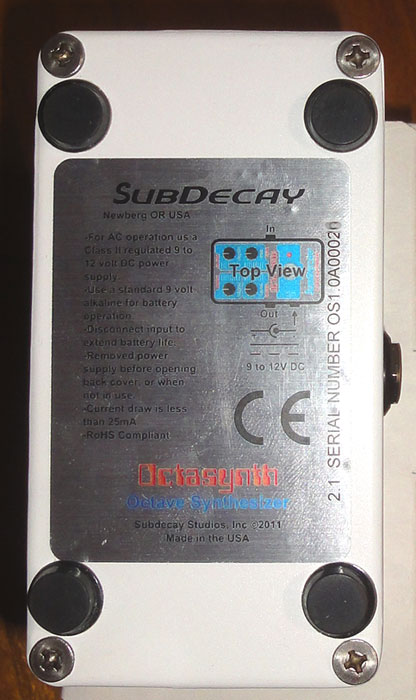 SUBDECAY
Newberg OR USA
-For AC operation use a
Class II regulated 9 to
12 volt DC power
supply
-Use a standard 9 volt
alkaline for battery
operation
-Disconnect input to
extend battery life.
-Removed power
supply before opening
back cover, or when
not in use
-Current draw is less
than 25mA
-RoHS Compliant
In
Top View
Out
9 to 12V DC
CE
2.1 SERIAL NUMBER OS1.0A00020
Octasynth
Octave Synthesizer
Subdecay Studios, Inc ©2011
Made in the USA